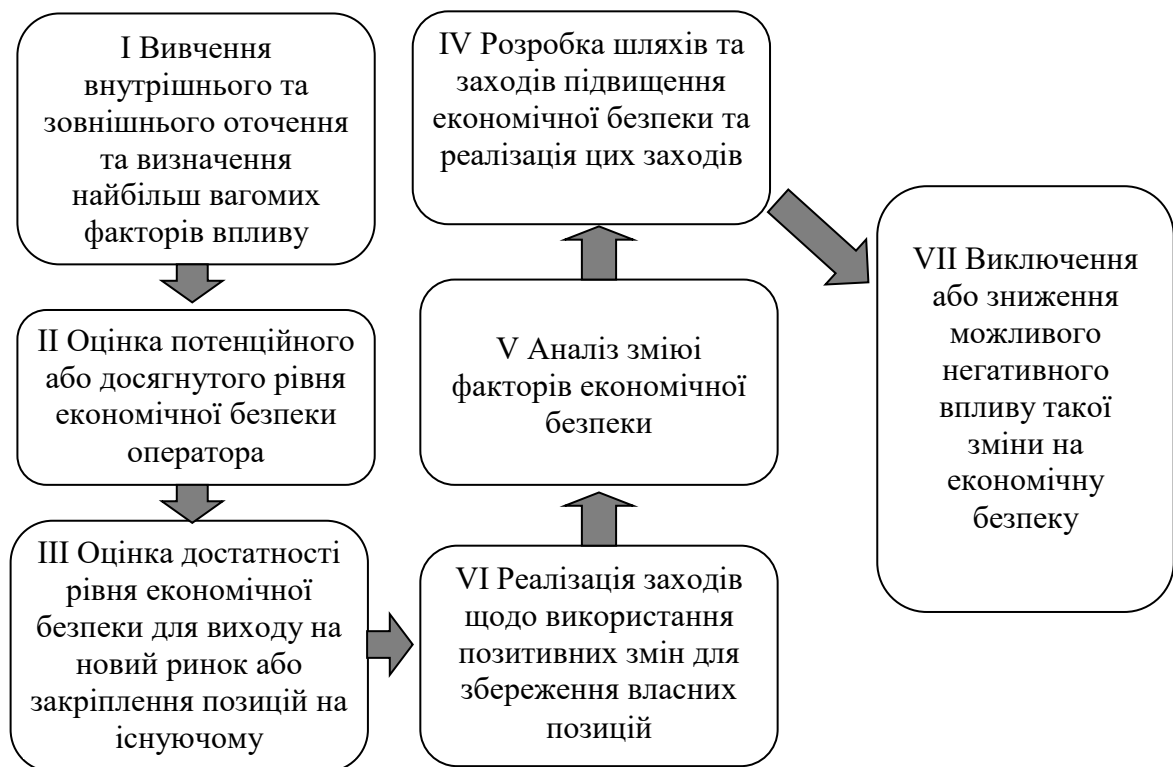 І Вивчення
внутрішнього та
зовнішнього оточення
та визначення
найбільш вагомих
факторів впливу
ІІ Оцінка потенційного
або досягнутого рівня
економічної безпеки
оператора
ІІІ Оцінка достатності
рівня економічної
безпеки для виходу на
новий ринок або
закріплення позицій на
існуючому
IV Розробка шляхів та
заходів підвищення
економічної безпеки та
реалізація цих заходів
V Аналіз зміюі
факторів економічної
безпеки
VI Реалізація заходів
щодо використання
позитивних змін для
збереження власних
позицій
VII Виключення
або зниження
можливого
негативного
впливу такої
зміни на
економічну
безпеку